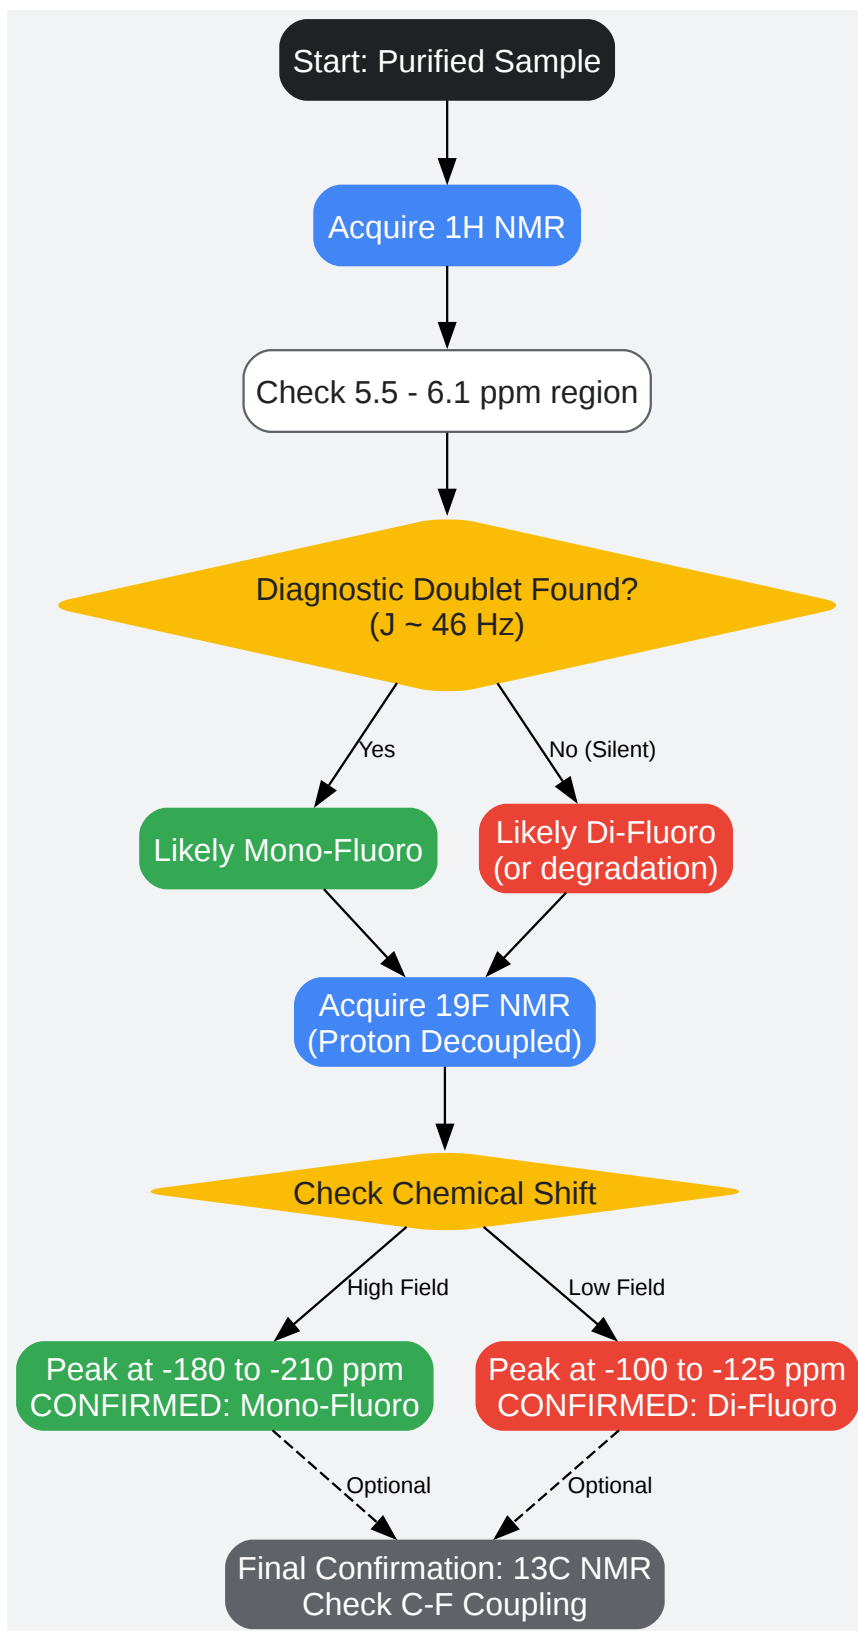 Start: Purified Sample
Acquire 1H NMR
Check 5.5 - 6.1 ppm region
Diagnostic Doublet Found?
(J ~ 46 Hz)
Yes
No (Silent)
Likely Mono-Fluoro
Likely Di-Fluoro
(or degradation)
Acquire 19F NMR
(Proton Decoupled)
Check Chemical Shift
High Field
Low Field
Peak at -180 to -210 ppm
CONFIRMED: Mono-Fluoro
Peak at -100 to -125 ppm
CONFIRMED: Di-Fluoro
Optional
Optional
Final Confirmation: 13C NMR
Check C-F Coupling